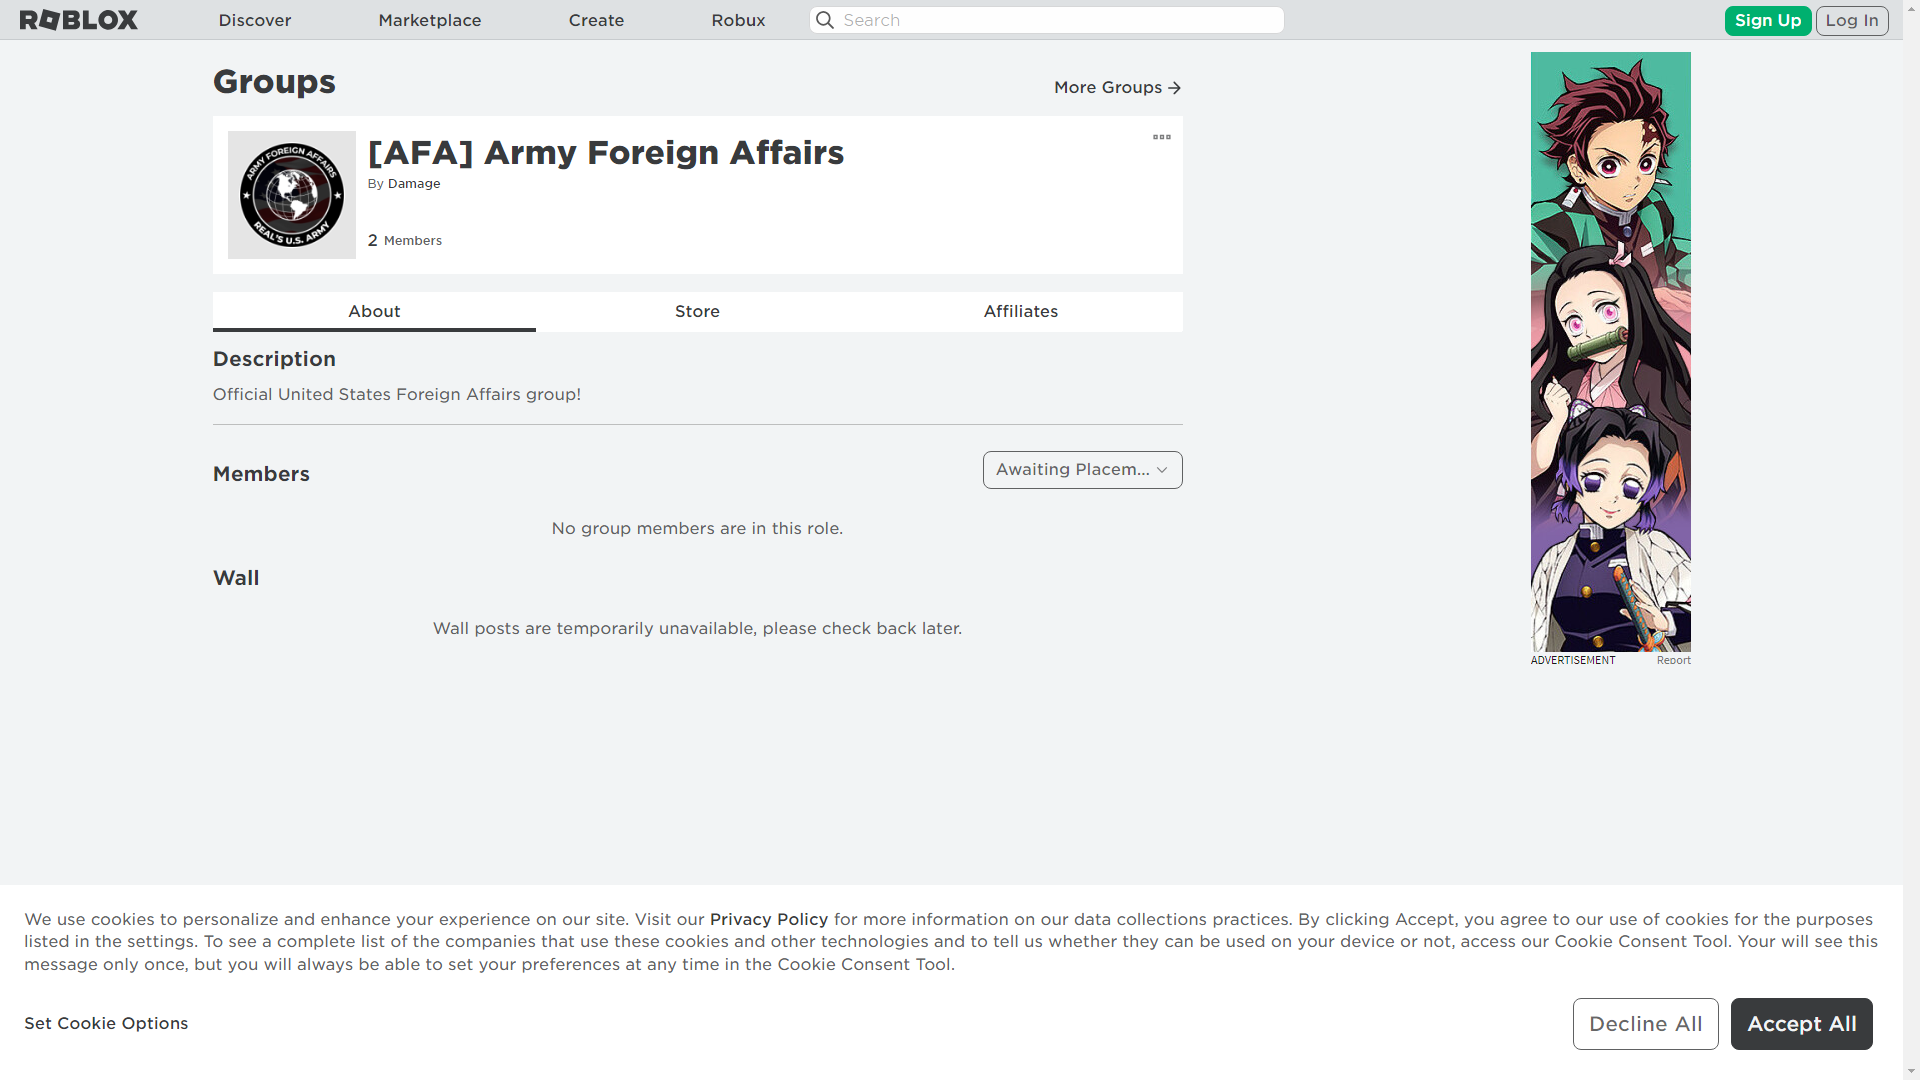 ROBLOX
Discover
Marketplace
Create
Robux
Search
Sign Up
Log In
Groups
More Groups
ARMY FOREIGN AFFAIRS
REAL'S U.S. ARMY
[AFA] Army Foreign Affairs
By Damage
2 Members
About
Store
Affiliates
Description
Official United States Foreign Affairs group!
Members
Awaiting Placem...
No group members are in this role.
Wall
Wall posts are temporarily unavailable, please check back later.
ADVERTISEMENT
Report
We use cookies to personalize and enhance your experience on our site. Visit our Privacy Policy for more information on our data collections practices. By clicking Accept, you agree to our use of cookies for the purposes
listed in the settings. To see a complete list of the companies that use these cookies and other technologies and to tell us whether they can be used on your device or not, access our Cookie Consent Tool. Your will see this
message only once, but you will always be able to set your preferences at any time in the Cookie Consent Tool.
Set Cookie Options
Decline All
Accept All